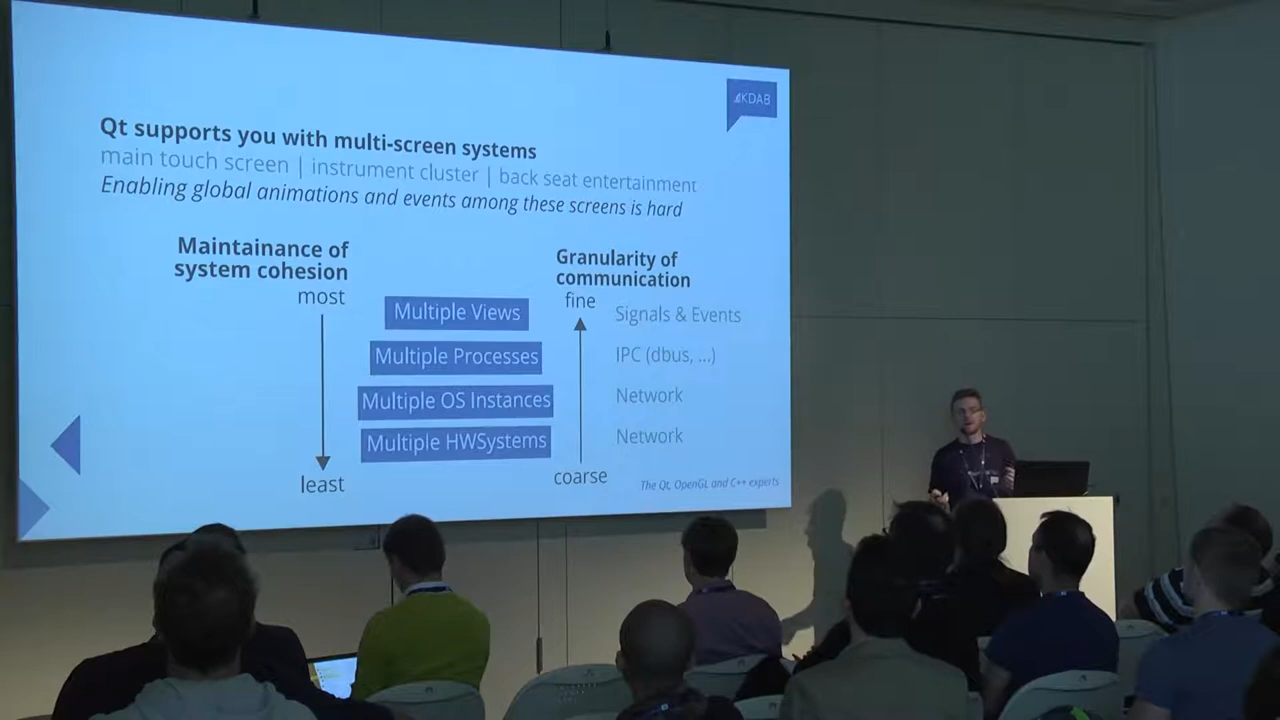 KDAB
Qt supports you with multi-screen systems
main touch screen | instrument cluster | back seat entertainment
Enabling global animations and events among these screens is hard
Maintainance of
system cohesion
most
least
Multiple Views
Multiple Processes
Multiple OS Instances
Multiple HWSystems
Granularity of
communication
fine
coarse
Signals & Events
IPC (dbus, ...)
Network
Network
The Qt, OpenGL and C++ experts